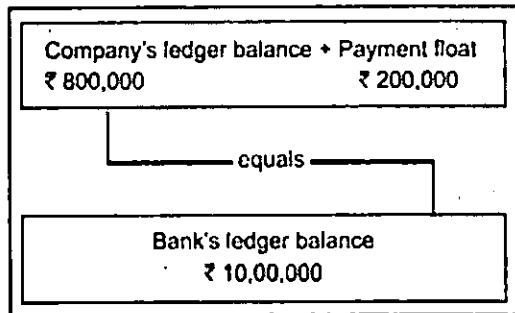 Company's ledger balance + Payment float
₹ 800,000 ₹ 200,000
equals
Bank's ledger balance
₹ 10,00,000